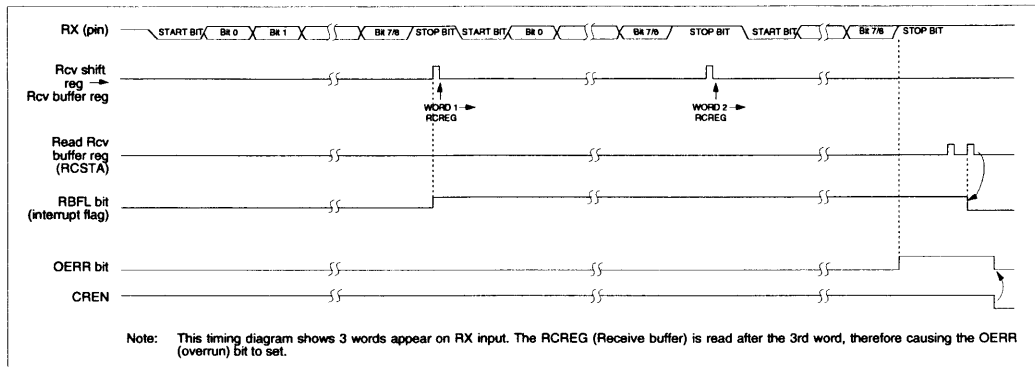 RX (pin) START BIT Bit 0 Bit 1 Bit 7/8 STOP BIT START BIT Bit 0 Bit 7/8 STOP BIT START BIT Bit 7/8 STOP BIT
Rcv shift
reg →
Rcv buffer reg
WORD 1 →
RCREG
WORD 2 →
RCREG
Read Rcv
buffer reg
(RCSTA)
RBFL bit
(interrupt flag)
OERR bit
CREN
Note: This timing diagram shows 3 words appear on RX input. The RCREG (Receive buffer) is read after the 3rd word, therefore causing the OERR
(overrun) bit to set.